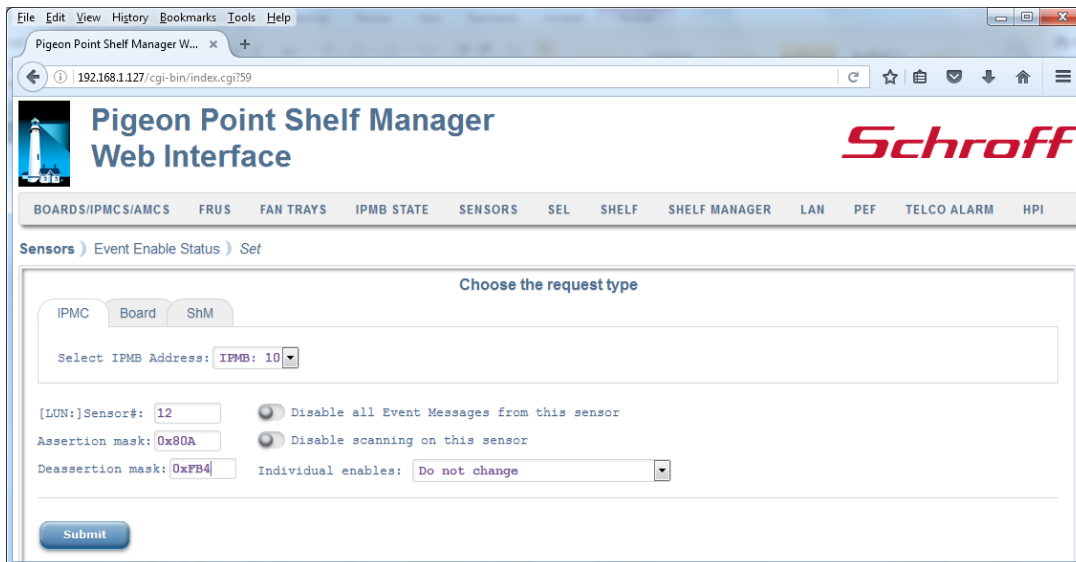 File Edit View History Bookmarks Tools Help
Pigeon Point Shelf Manager W... × +
192.168.1.127/cgi-bin/index.cgi?59
Pigeon Point Shelf Manager
Web Interface
Schroff
BOARDS/IPMCS/AMCS FRUS FAN TRAYS IPMB STATE SENSORS SEL SHELF SHELF MANAGER LAN PEF TELCO ALARM HPI
Sensors ) Event Enable Status ) Set
Choose the request type
IPMC Board ShM
Select IPMB Address: IPMB: 10
[LUN:]Sensor#: 12 Disable all Event Messages from this sensor
Assertion mask: 0x80A Disable scanning on this sensor
Deassertion mask: 0xFB4 Individual enables: Do not change
Submit